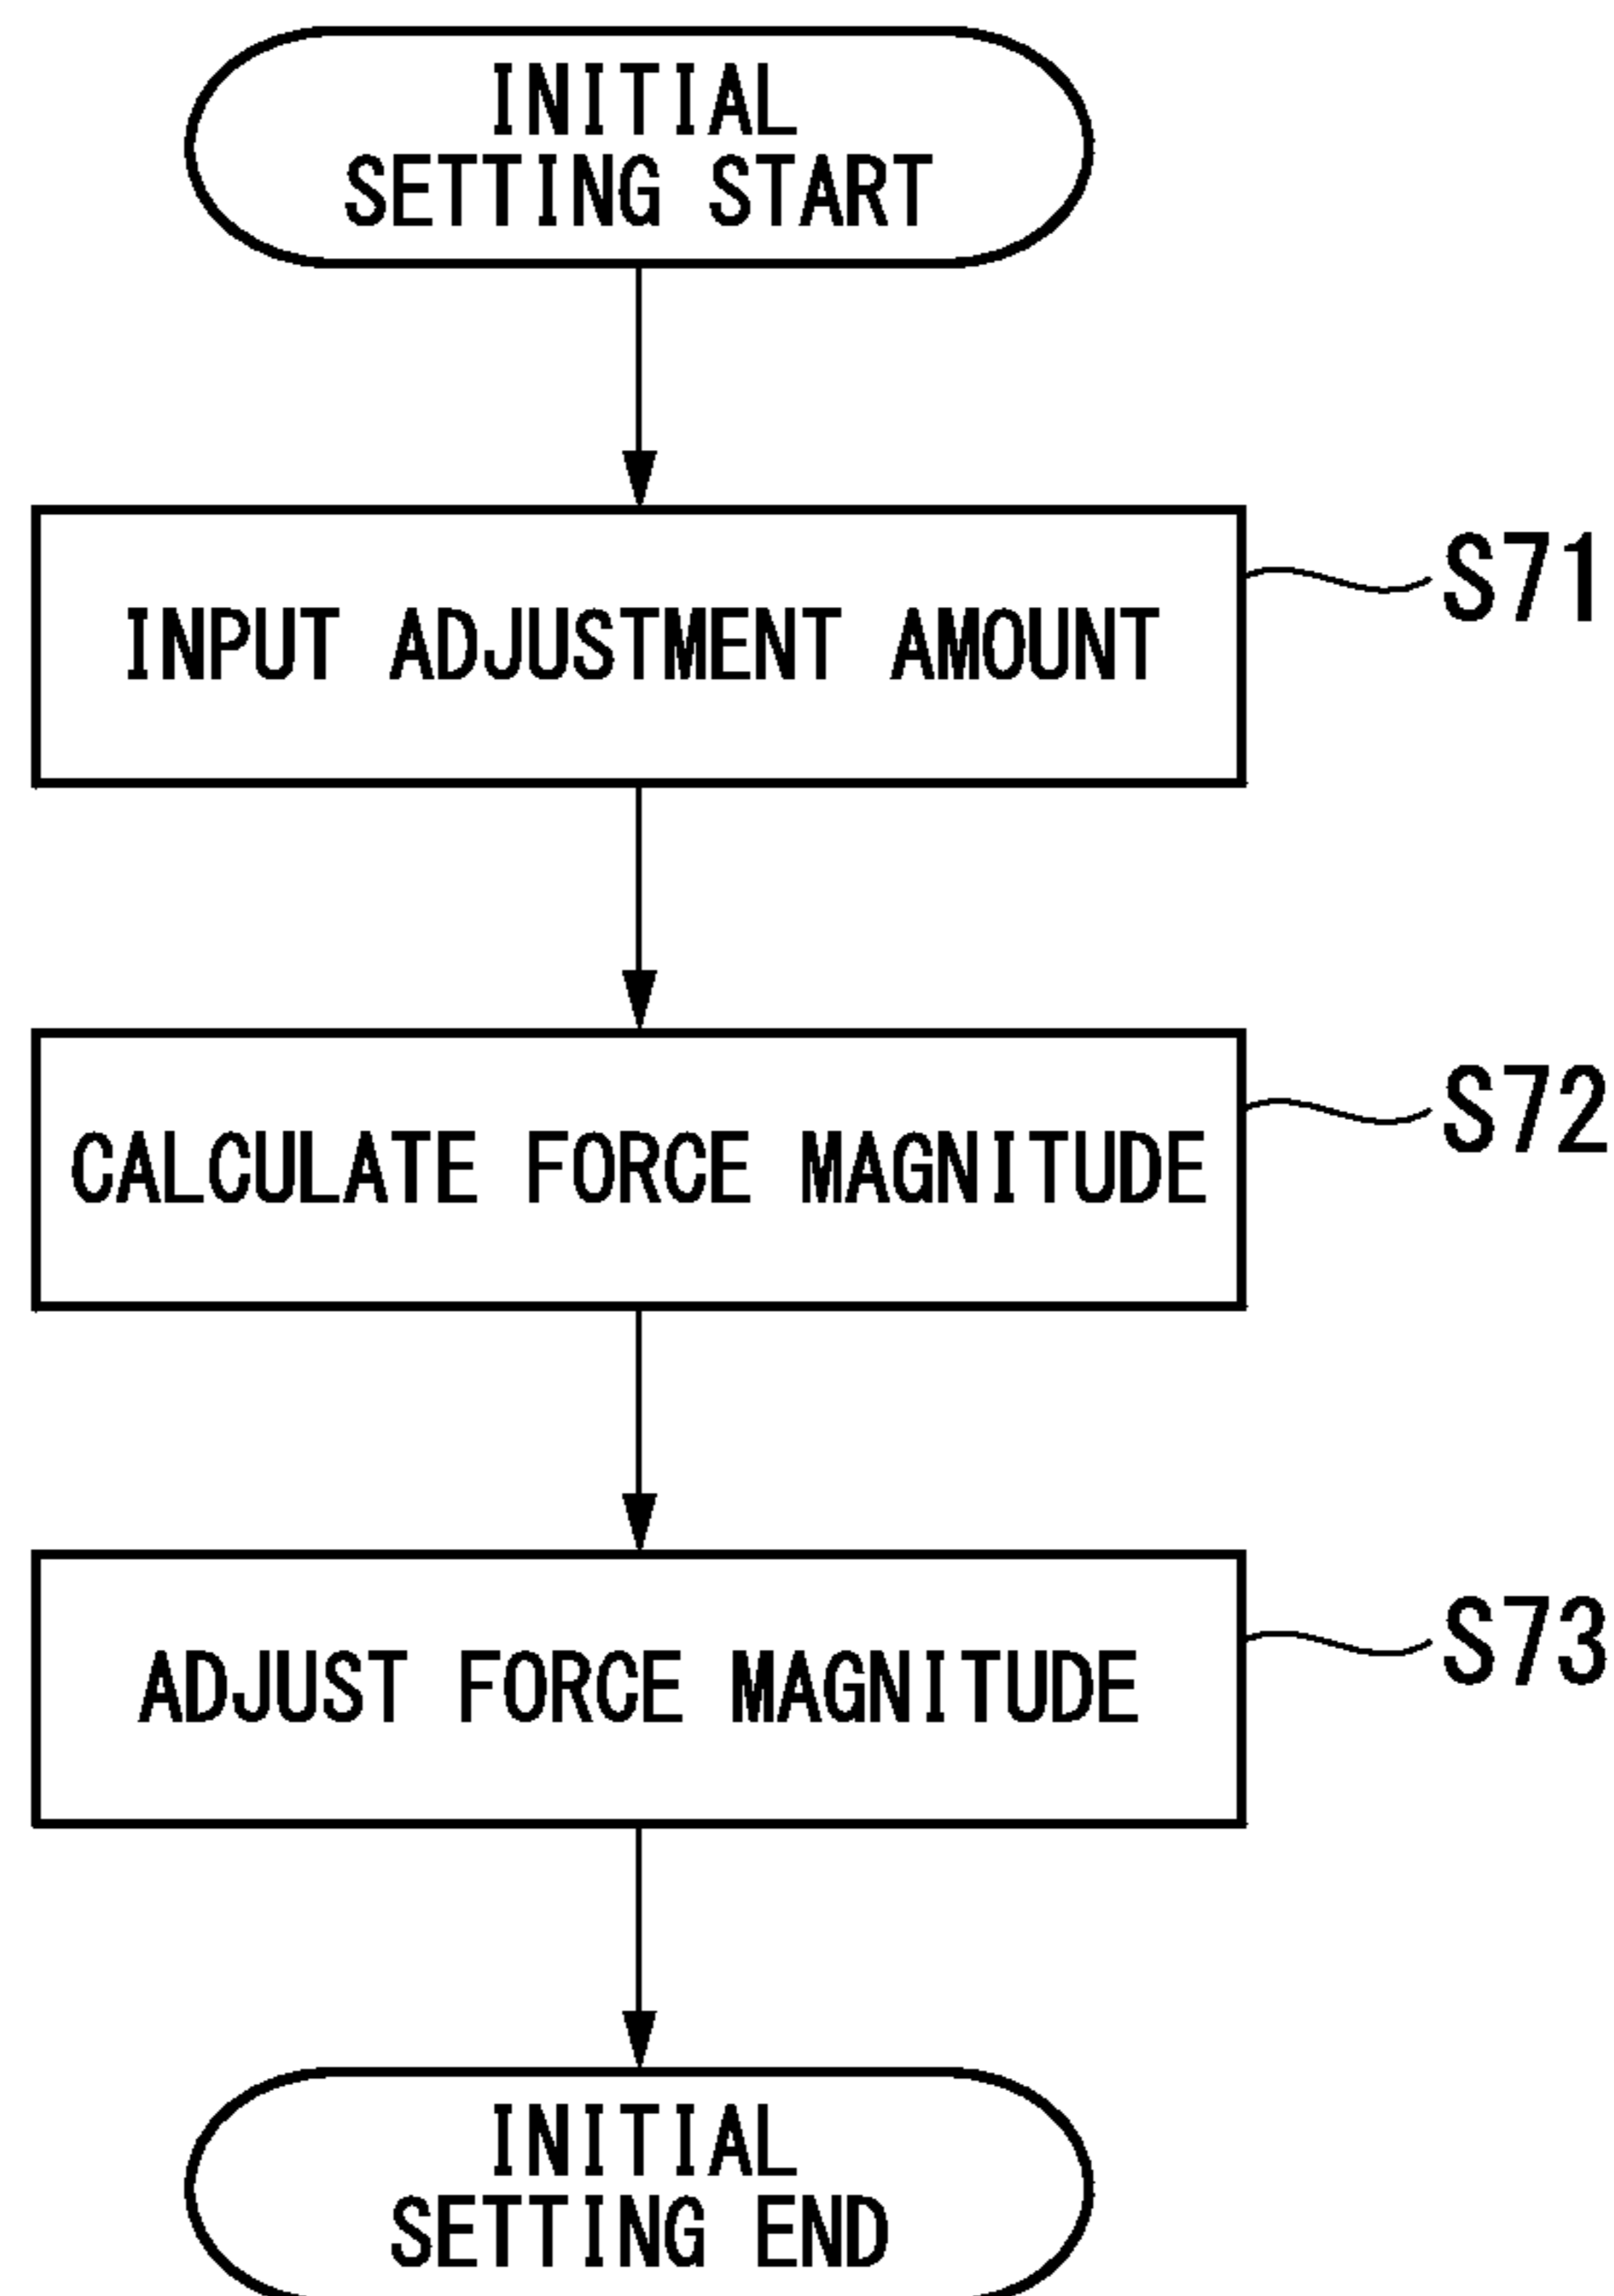 INITIAL
SETTING START
INPUT ADJUSTMENT AMOUNT
S71
CALCULATE FORCE MAGNITUDE
S72
ADJUST FORCE MAGNITUDE
S73
INITIAL
SETTING END